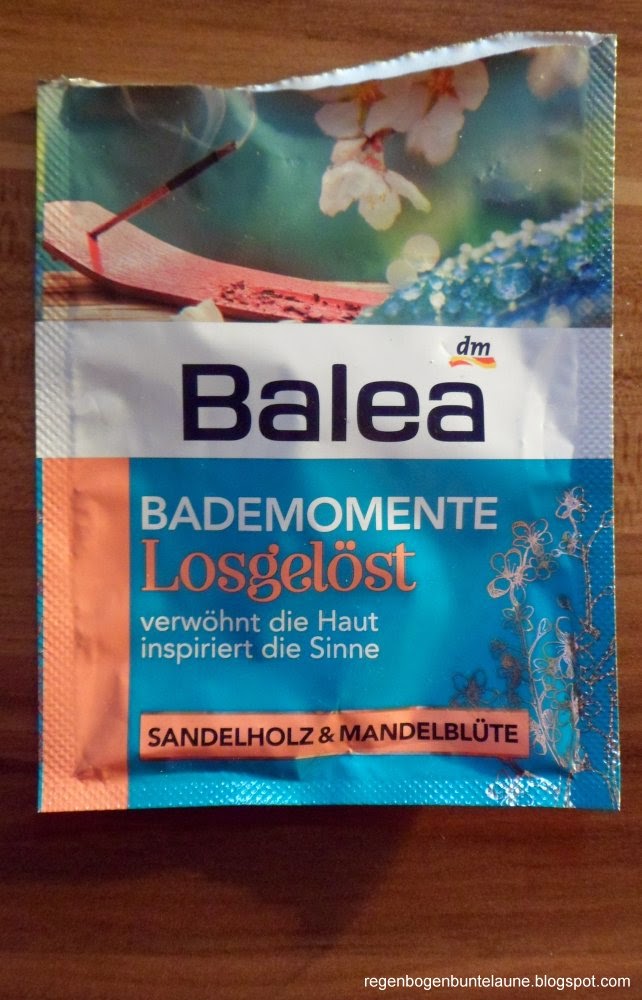 dm
Balea
BADEMOMENTE
Losgelöst
verwöhnt die Haut
inspiriert die Sinne
SANDELHOLZ & MANDELBLÜTE
regenbogenbuntelaune.blogspot.com